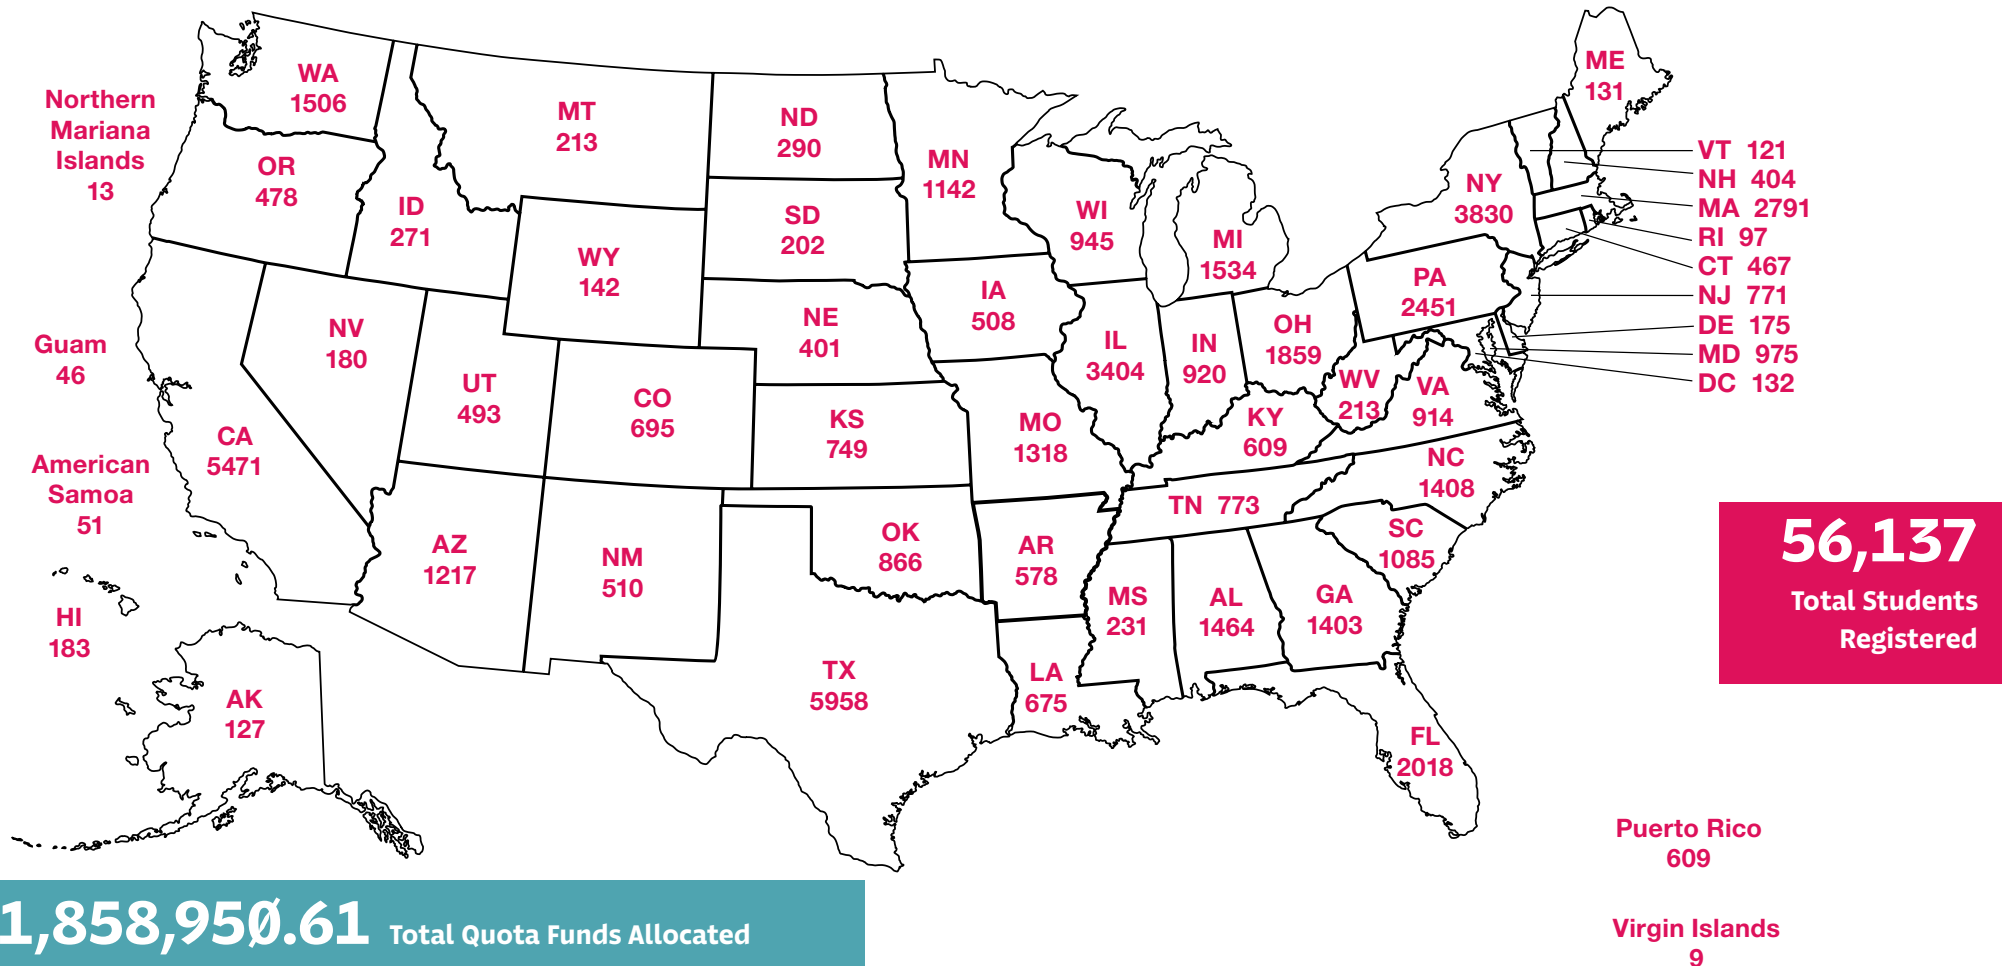 WA
1506
Northern
Mariana
Islands
13
OR
478
ID
271
MT
213
ND
290
MN
1142
SD
202
WY
142
WI
945
MI
1534
NY
3830
ME
131
VT 121
NH 404
MA 2791
RI 97
CT 467
NJ 771
DE 175
MD 975
DC 132
PA
2451
IA
508
NE
401
NV
180
Guam
46
UT
493
CO
695
KS
749
MO
1318
IL
3404
IN
920
OH
1859
WV
213
VA
914
KY
609
NC
1408
CA
5471
American
Samoa
51
TN 773
SC
1085
AZ
1217
NM
510
OK
866
AR
578
MS
231
AL
1464
GA
1403
HI
183
AK
127
TX
5958
LA
675
FL
2018
56,137
Total Students
Registered
Puerto Rico
609
Virgin Islands
9
1,858,950.61 Total Quota Funds Allocated